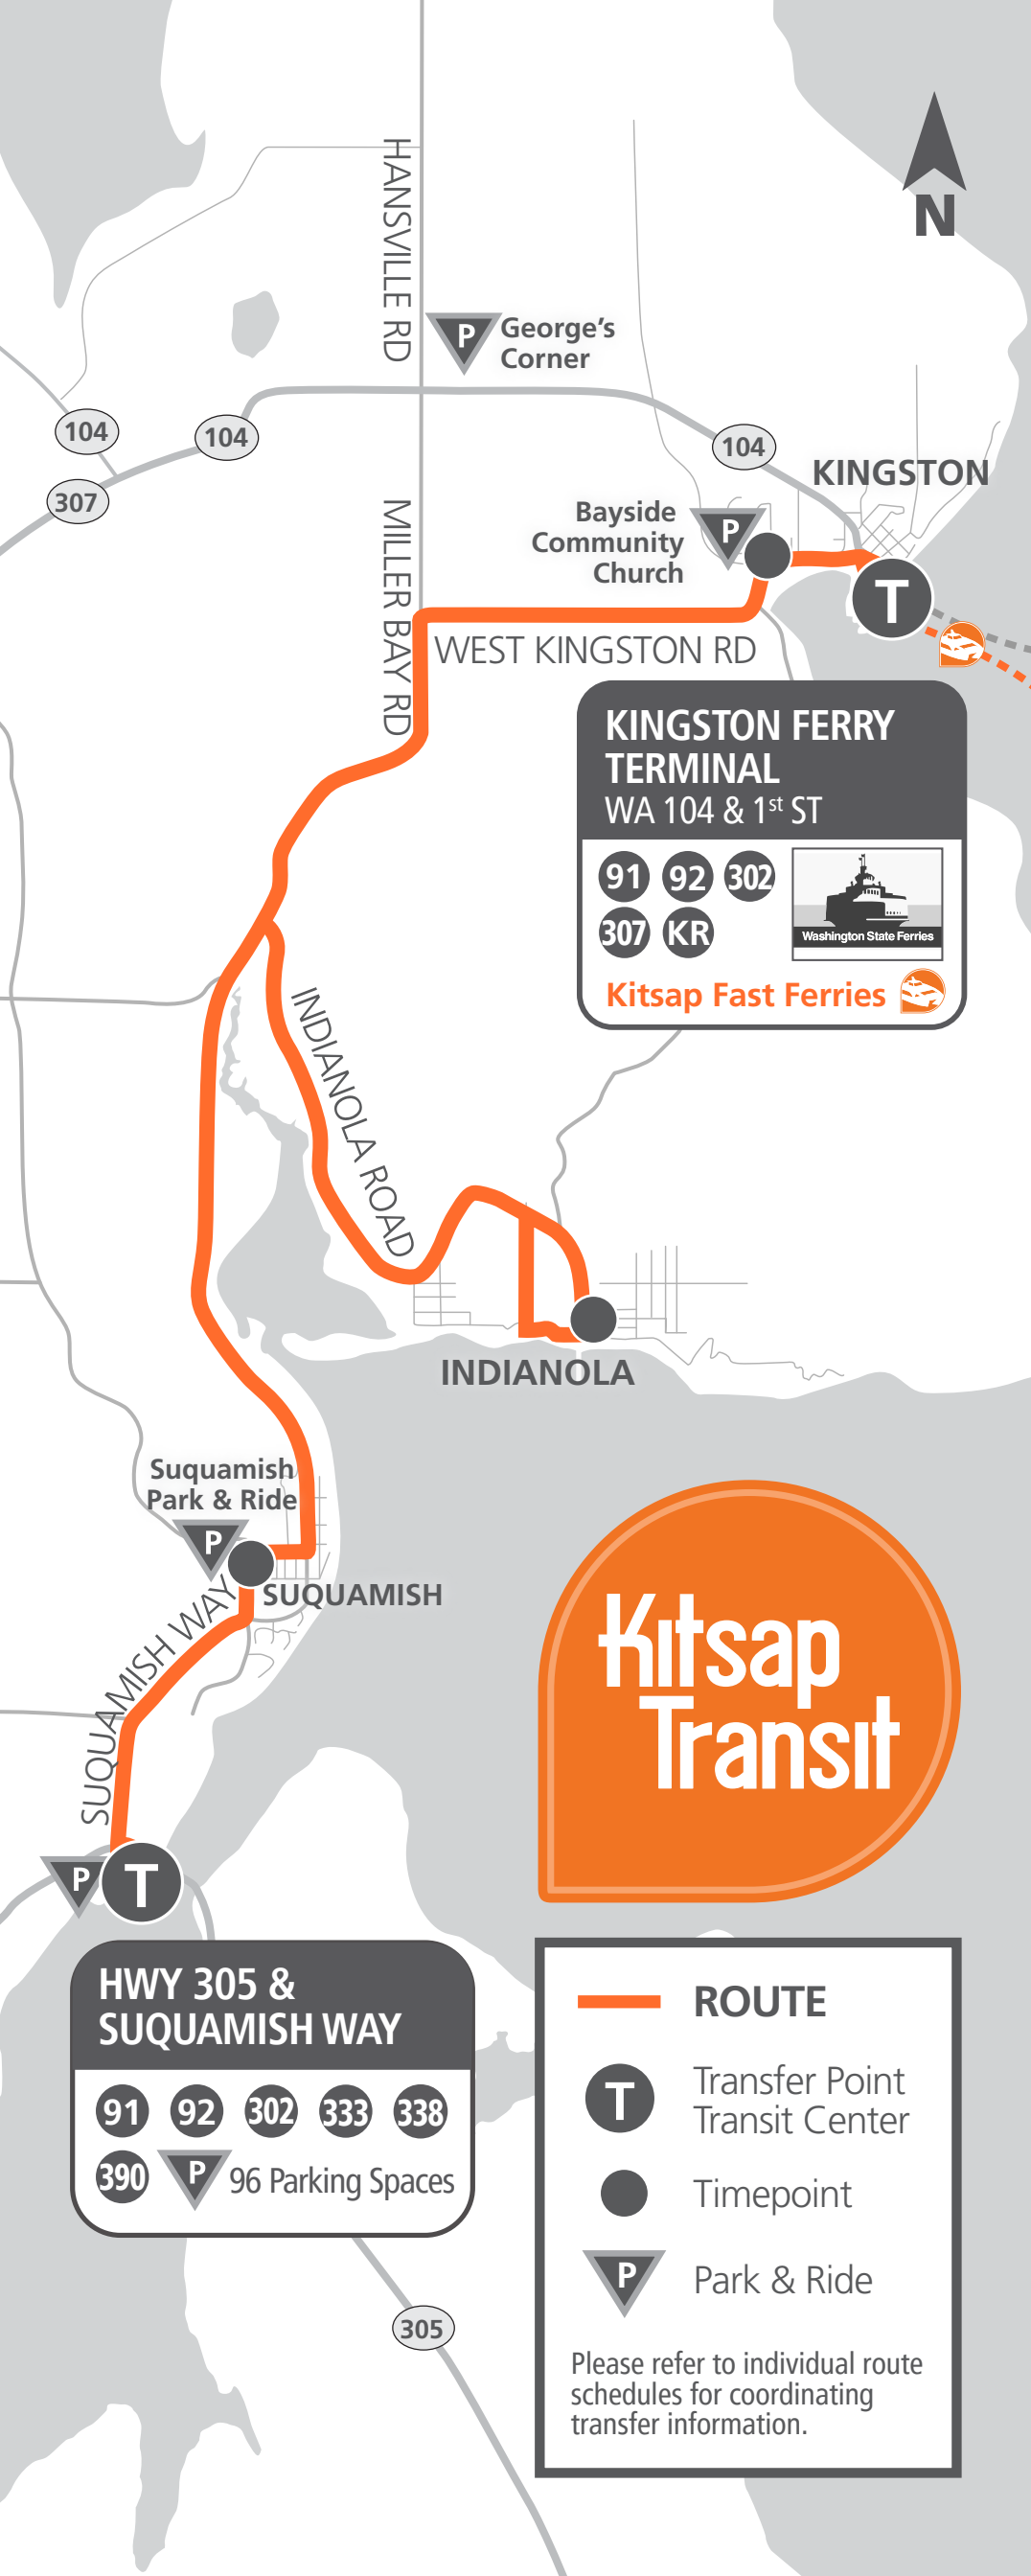 N
HANSVILLE RD
P
George's
Corner
104
104
104
307
KINGSTON
MILLER BAY RD
Bayside
Community
Church
P
T
WEST KINGSTON RD
KINGSTON FERRY
TERMINAL
WA 104 & 1st ST
91 92 302
307 KR
Washington State Ferries
Kitsap Fast Ferries
INDIANOLA ROAD
INDIANOLA
Suquamish
Park & Ride
P
SUQUAMISH
SUQUAMISH WAY
Kitsap
Transit
P
T
HWY 305 &
SUQUAMISH WAY
91 92 302 333 338
390 P 96 Parking Spaces
305
ROUTE
T
Transfer Point
Transit Center
Timepoint
P
Park & Ride
Please refer to individual route
schedules for coordinating
transfer information.